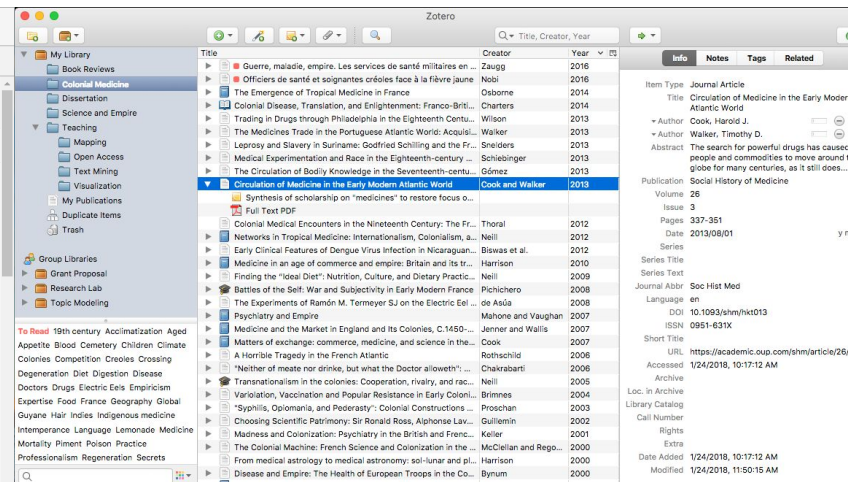 Zotero
Title, Creator, Year
My Library
Book Reviews
Colonial Medicine
Dissertation
Science and Empire
Teaching
Mapping
Open Access
Text Mining
Visualization
My Publications
Duplicate Items
Trash
Group Libraries
Grant Proposal
Research Lab
Topic Modeling
To Read 19th century Acclimatization Aged
Appetite Blood Cemetery Children Climate
Colonies Competition Creoles Crossing
Degeneration Diet Digestion Disease
Doctors Drugs Electric Eels Empiricism
Expertise Food France Geography Global
Guyane Hair Indies Indigenous medicine
Intemperance Language Lemonade Medicine
Mortality Piment Poison Practice
Professionalism Regeneration Secrets
Title Creator Year
Guerre, maladie, empire. Les services de santé militaires en ... Zaugg 2016
Officiers de santé et soignantes créoles face à la fièvre jaune Nobi 2016
The Emergence of Tropical Medicine in France Osborne 2014
Colonial Disease, Translation, and Enlightenment: Franco-Briti... Charters 2014
Trading in Drugs through Philadelphia in the Eighteenth Centu... Wilson 2013
The Medicines Trade in the Portuguese Atlantic World: Acquisi... Walker 2013
Leprosy and Slavery in Suriname: Godfried Schilling and the Fr... Snelders 2013
Medical Experimentation and Race in the Eighteenth-century ... Schiebinger 2013
The Circulation of Bodily Knowledge in the Seventeenth-centu... Gómez 2013
Circulation of Medicine in the Early Modern Atlantic World Cook and Walker 2013
Synthesis of scholarship on "medicines" to restore focus o...
Full Text PDF
Colonial Medical Encounters in the Nineteenth Century: The Fr... Thoral 2012
Networks in Tropical Medicine: Internationalism, Colonialism, a... Neill 2012
Early Clinical Features of Dengue Virus Infection in Nicaraguan... Biswas et al. 2012
Medicine in an age of commerce and empire: Britain and its tr... Harrison 2010
Finding the "Ideal Diet": Nutrition, Culture, and Dietary Practic... Neill 2009
Battles of the Self: War and Subjectivity in Early Modern France Pichichero 2008
The Experiments of Ramón M. Termeyer SJ on the Electric Eel ... de Asúa 2008
Psychiatry and Empire Mahone and Vaughan 2007
Medicine and the Market in England and Its Colonies, C.1450-... Jenner and Wallis 2007
Matters of exchange: commerce, medicine, and science in the... Cook 2007
A Horrible Tragedy in the French Atlantic Rothschild 2006
"Neither of meate nor drinke, but what the Doctor alloweth": ... Chakrabarti 2006
Transnationalism in the colonies: Cooperation, rivalry, and rac... Neill 2005
Variolation, Vaccination and Popular Resistance in Early Coloni... Brimnes 2004
"Syphilis, Opiomania, and Pederasty": Colonial Constructions ... Proschan 2003
Choosing Scientific Patrimony: Sir Ronald Ross, Alphonse Lav... Guillemin 2002
Madness and Colonization: Psychiatry in the British and Frenc... Keller 2001
The Colonial Machine: French Science and Colonization in the ... McClellan and Rego... 2000
From medical astrology to medical astronomy: sol-lunar and pl... Harrison 2000
Disease and Empire: The Health of European Troops in the Co... Bynum 2000
Info Notes Tags Related
Item Type Journal Article
Title Circulation of Medicine in the Early Moder
Atlantic World
Author Cook, Harold J.
Author Walker, Timothy D.
Abstract The search for powerful drugs has caused
people and commodities to move around t
globe for many centuries, as it still does...
Publication Social History of Medicine
Volume 26
Issue 3
Pages 337-351
Date 2013/08/01 y
Series
Series Title
Series Text
Journal Abbr Soc Hist Med
Language en
DOI 10.1093/shm/hkt013
ISSN 0951-631X
Short Title
URL https://academic.oup.com/shm/article/26/
Accessed 1/24/2018, 10:17:12 AM
Archive
Loc. in Archive
Library Catalog
Call Number
Rights
Extra
Date Added 1/24/2018, 10:17:12 AM
Modified 1/24/2018, 11:50:15 AM